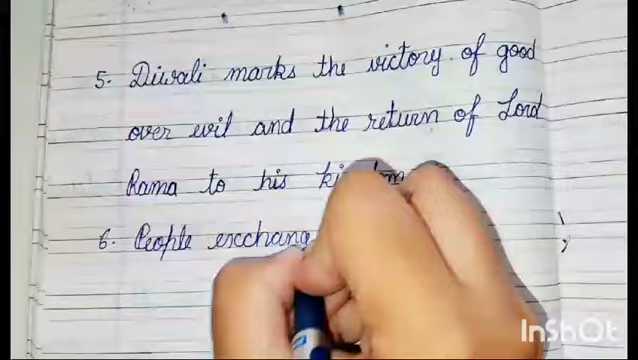 5. Diwali marks the victory of good
over evil and the return of Lord
Rama to his
6. People exchang
InShOt